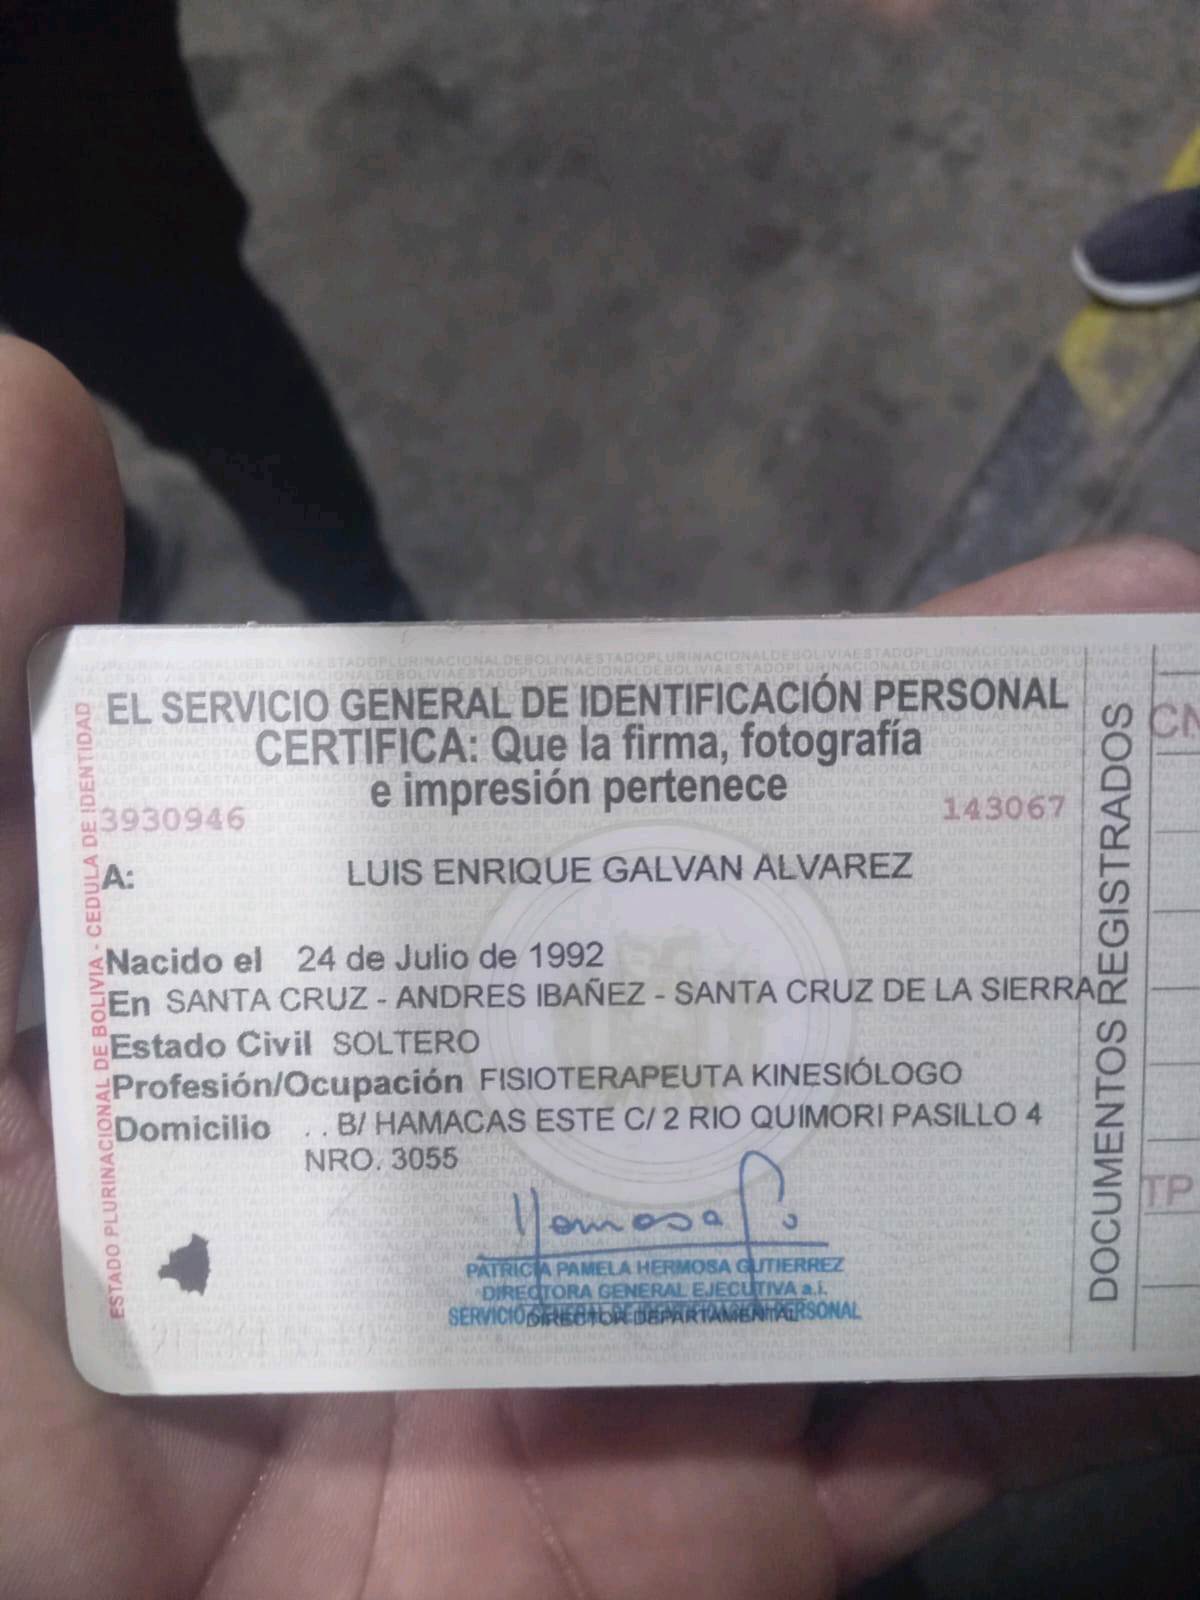 EL SERVICIO GENERAL DE IDENTIFICACIÓN PERSONAL
CERTIFICA: Que la firma, fotografía
e impresión pertenece
3930946
143067
A: LUIS ENRIQUE GALVAN ALVAREZ
Nacido el 24 de Julio de 1992
En SANTA CRUZ - ANDRES IBAÑEZ - SANTA CRUZ DE LA SIERRA
Estado Civil SOLTERO
Profesión/Ocupación FISIOTERAPEUTA KINESIÓLOGO
Domicilio . . B/ HAMACAS ESTE C/ 2 RIO QUIMORI PASILLO 4
NRO. 3055
PATRICIA PAMELA HERMOSA GUTIERREZ
DIRECTORA GENERAL EJECUTIVA a.i.
SERVICIO GENERAL DE IDENTIFICACIÓN PERSONAL
DIRECTOR DEPARTAMENTAL
ESTADO PLURINACIONAL DE BOLIVIA - CEDULA DE IDENTIDAD
DOCUMENTOS REGISTRADOS
CN
TP